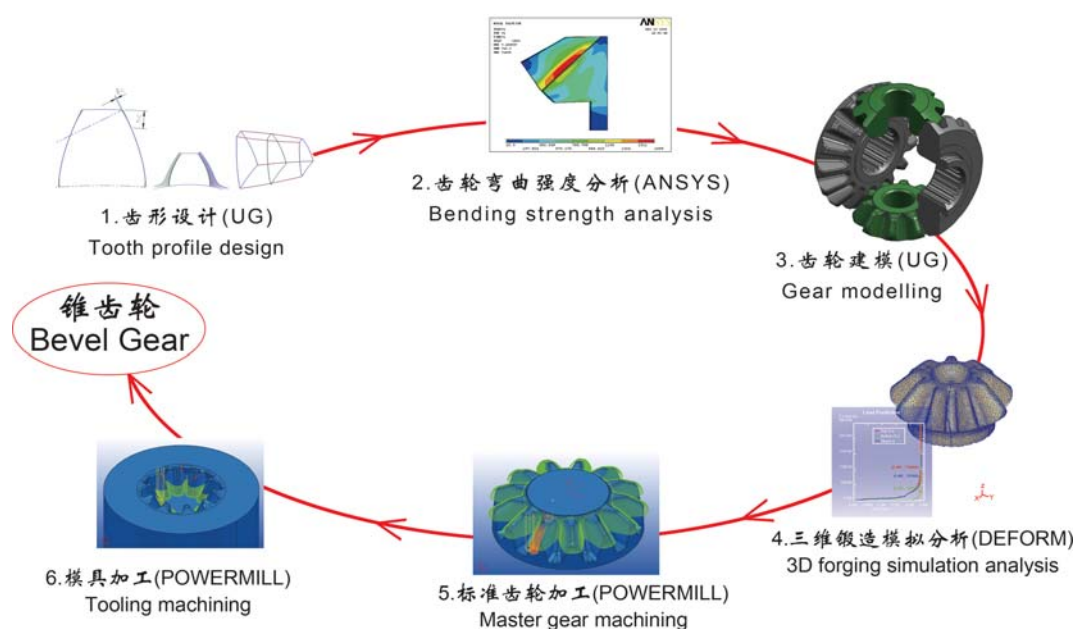 1.齿形设计(UG)
Tooth profile design
2.齿轮弯曲强度分析(ANSYS)
Bending strength analysis
3.齿轮建模(UG)
Gear modelling
4.三维锻造模拟分析(DEFORM)
3D forging simulation analysis
5.标准齿轮加工(POWERMILL)
Master gear machining
6.模具加工(POWERMILL)
Tooling machining
锥齿轮
Bevel Gear